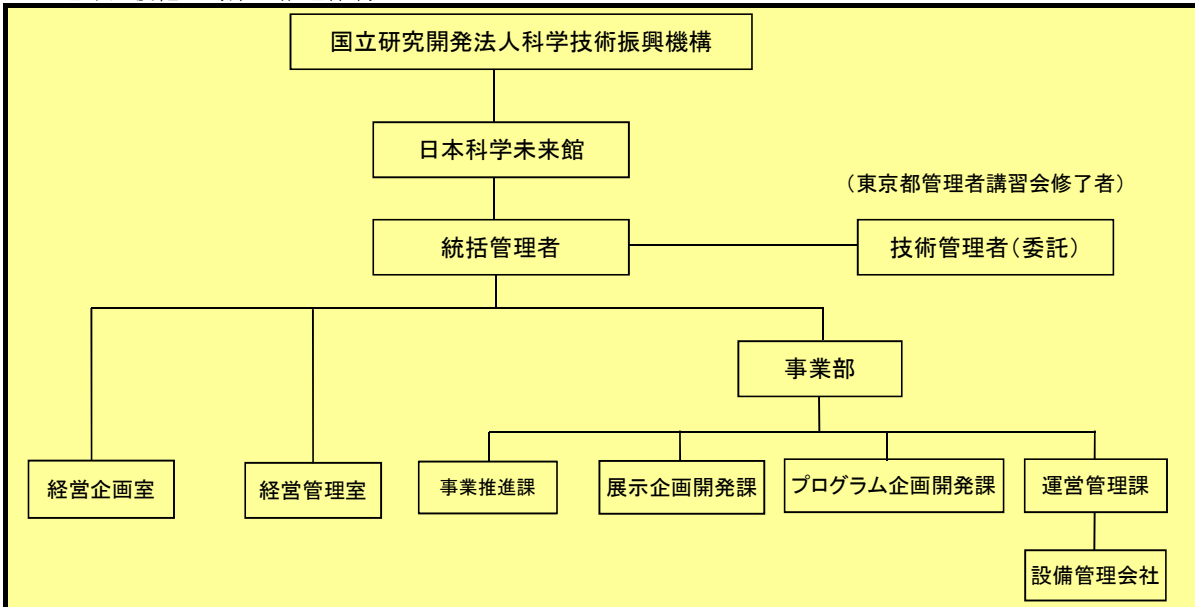 国立研究開発法人科学技術振興機構
日本科学未来館
（東京都管理者講習会修了者）
統括管理者
技術管理者（委託）
事業部
経営企画室
経営管理室
事業推進課
展示企画開発課
プログラム企画開発課
運営管理課
設備管理会社